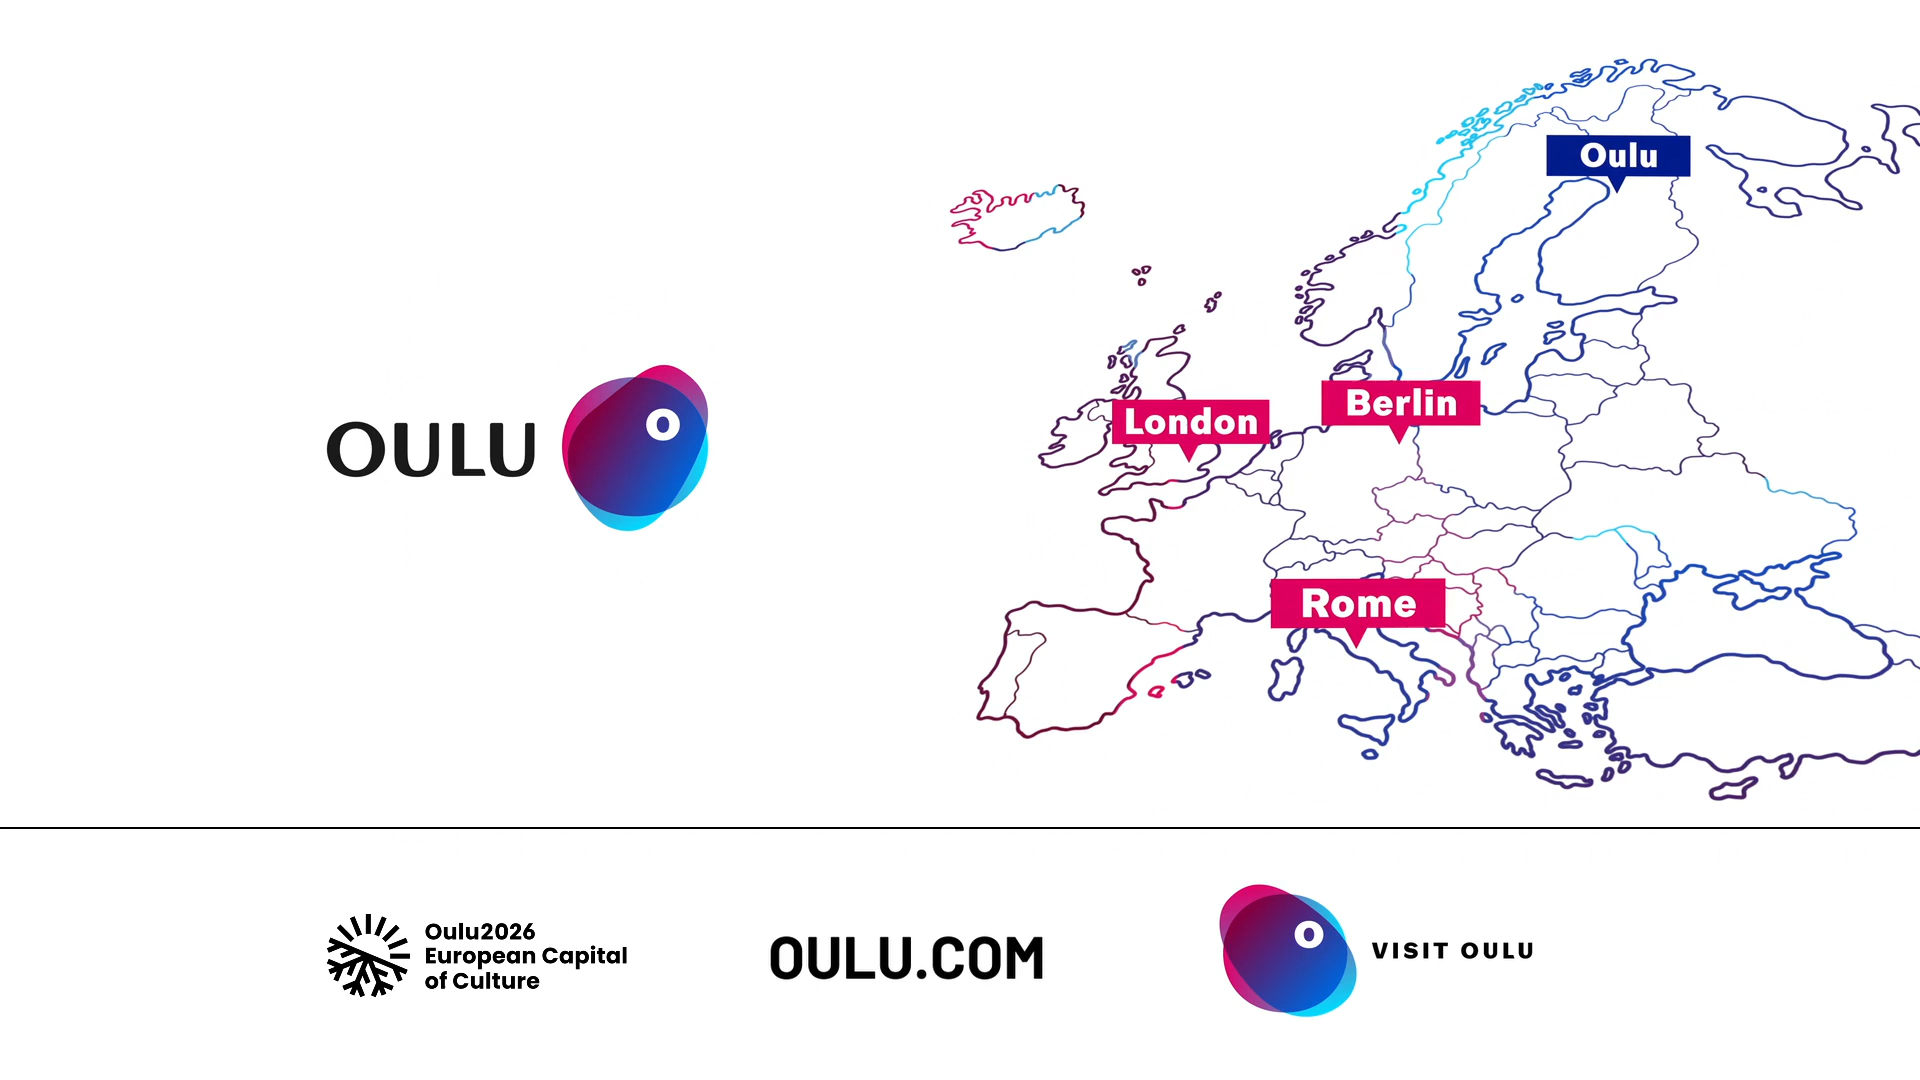 OULU
O
Oulu
Berlin
London
Rome
Oulu2026
European Capital
of Culture
OULU.COM
O
VISIT OULU